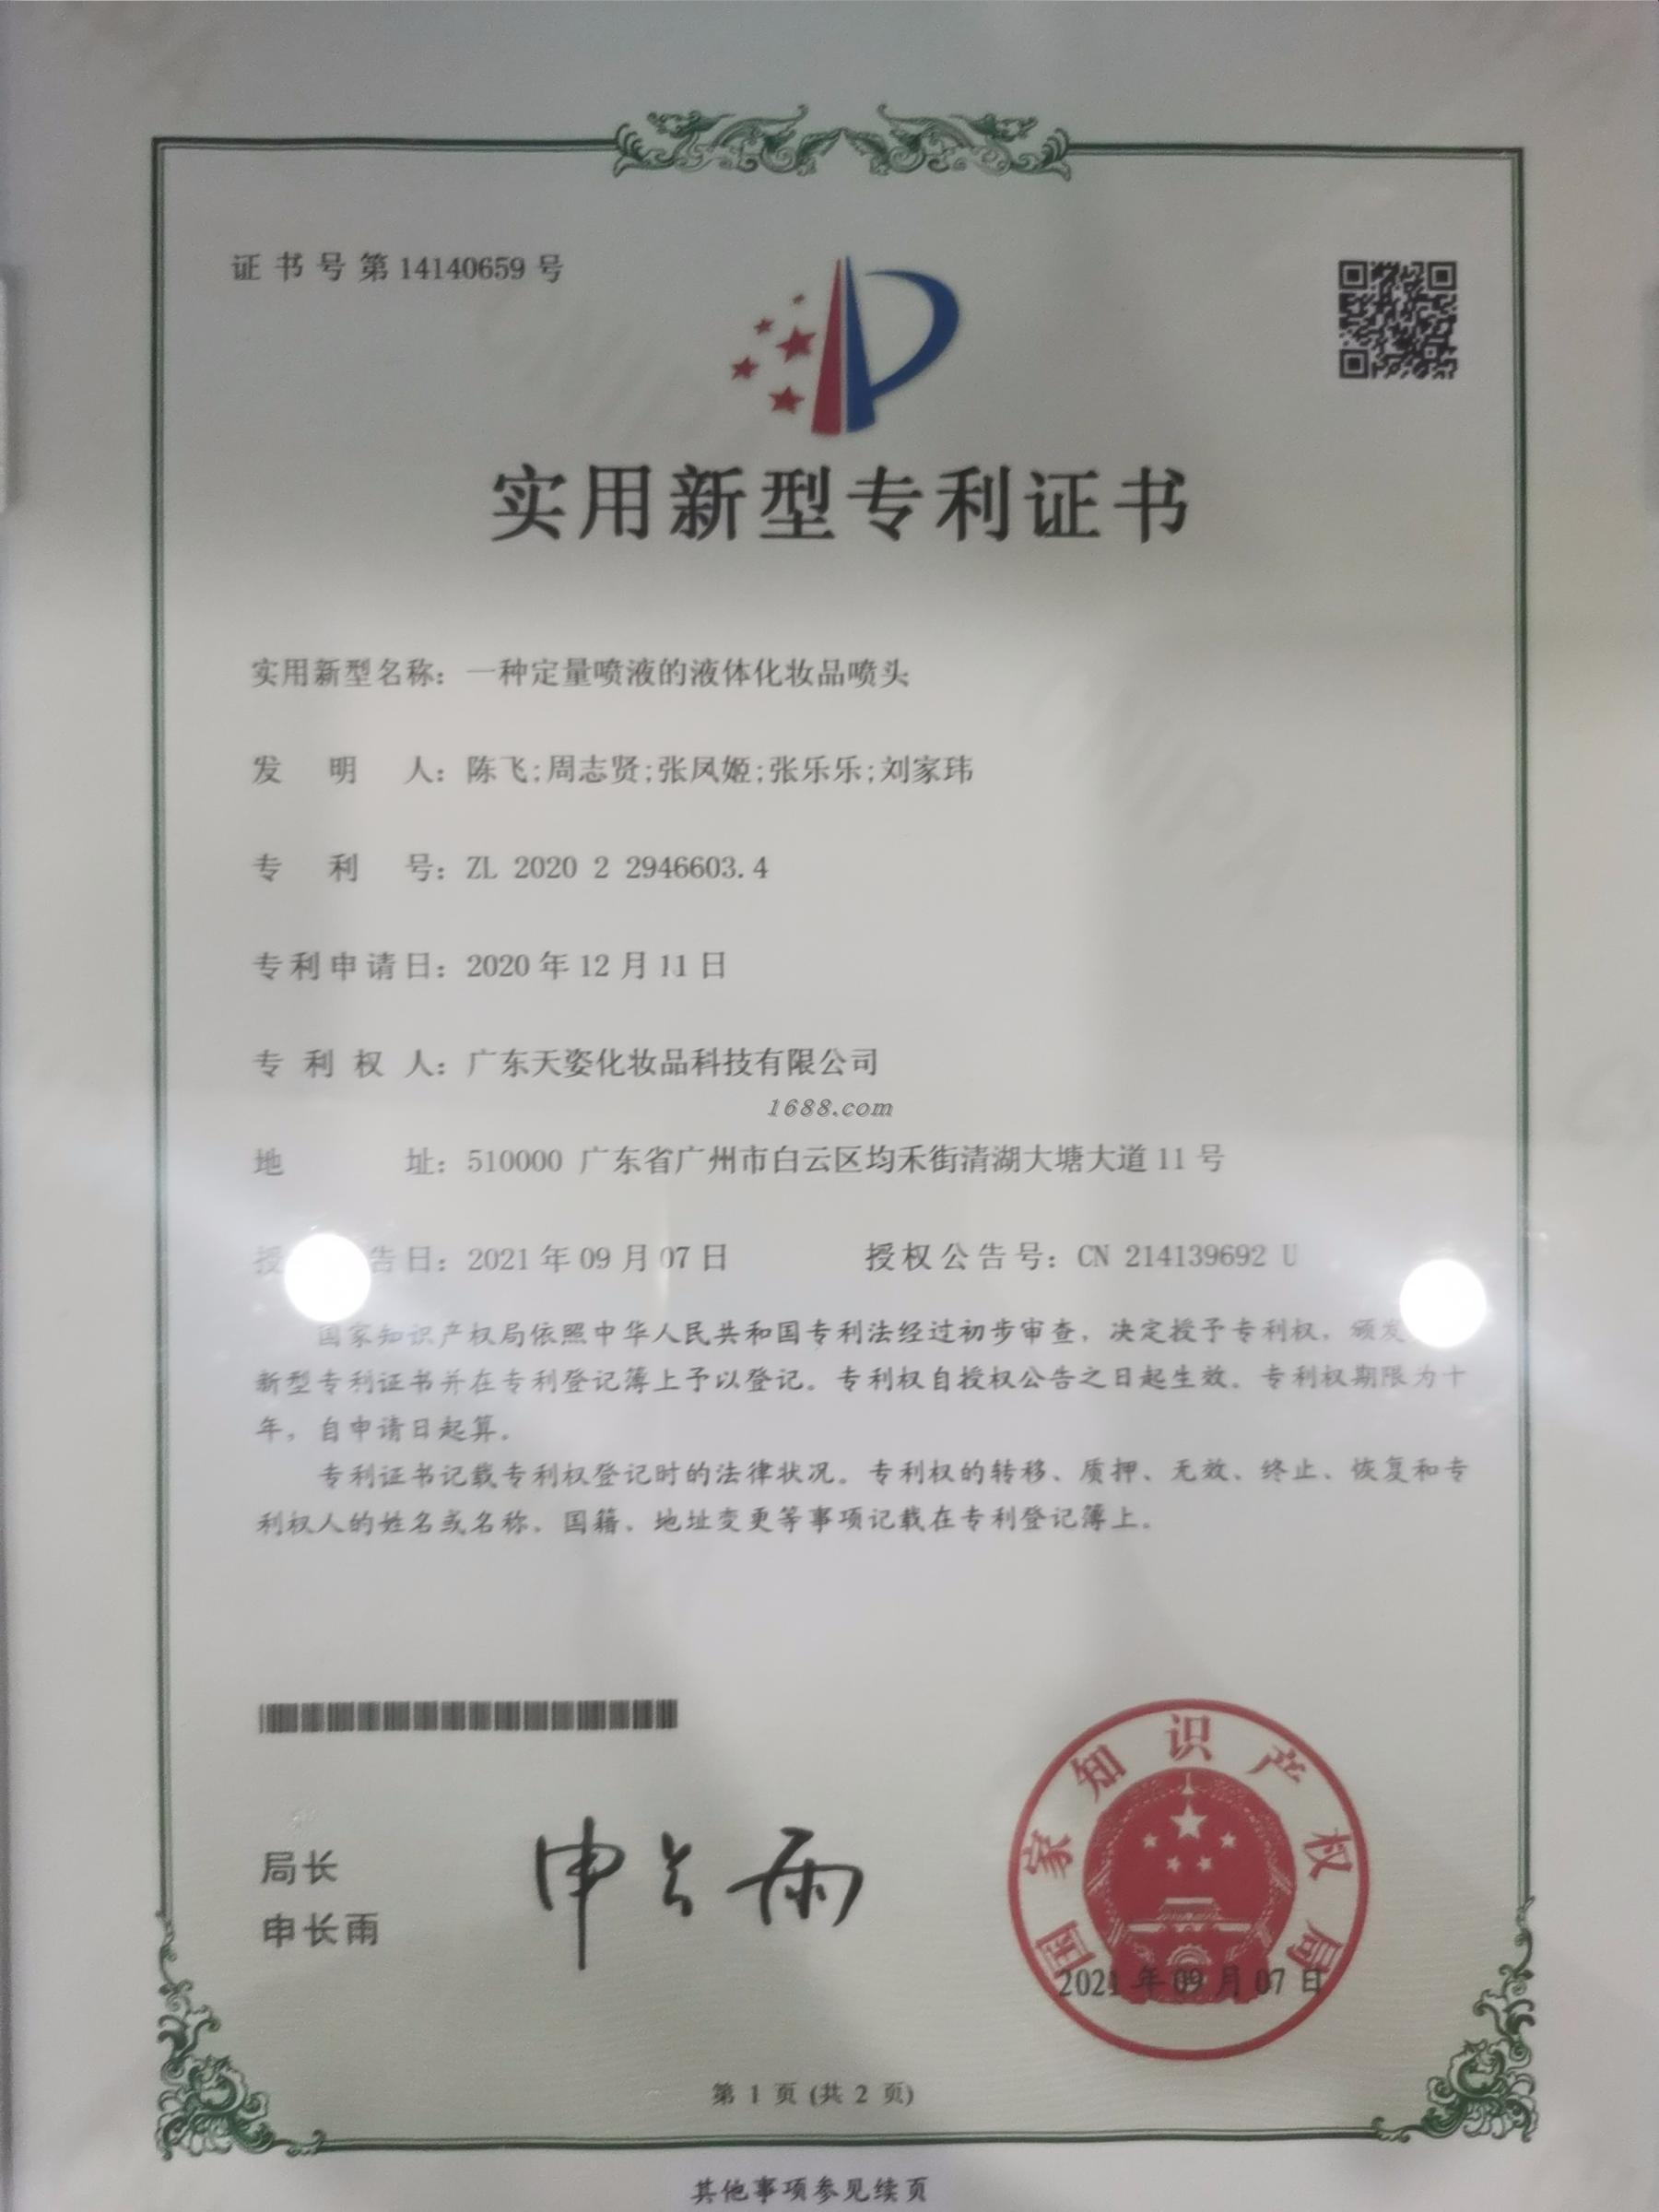 证书号第14140659号
实用新型专利证书
实用新型名称：一种定量喷液的液体化妆品喷头
发明人：陈飞;周志贤;张凤姬;张乐乐;刘家玮
专利号：ZL 2020 2 2946603.4
专利申请日：2020年12月11日
专利权人：广东天姿化妆品科技有限公司
1688.com
地址：510000 广东省广州市白云区均禾街清湖大塘大道11号
授 告日：2021年09月07日 授权公告号：CN 214139692 U
国家知识产权局依照中华人民共和国专利法经过初步审查，决定授予专利权，颁发
新型专利证书并在专利登记簿上予以登记。专利权自授权公告之日起生效。专利权期限为十
年，自申请日起算。
专利证书记载专利权登记时的法律状况。专利权的转移、质押、无效、终止、恢复和专
利权人的姓名或名称、国籍、地址变更等事项记载在专利登记簿上。
局长
申长雨
申长雨
国家知识产权局
2021年09月07日
第 1 页 (共 2 页)
其他事项参见续页